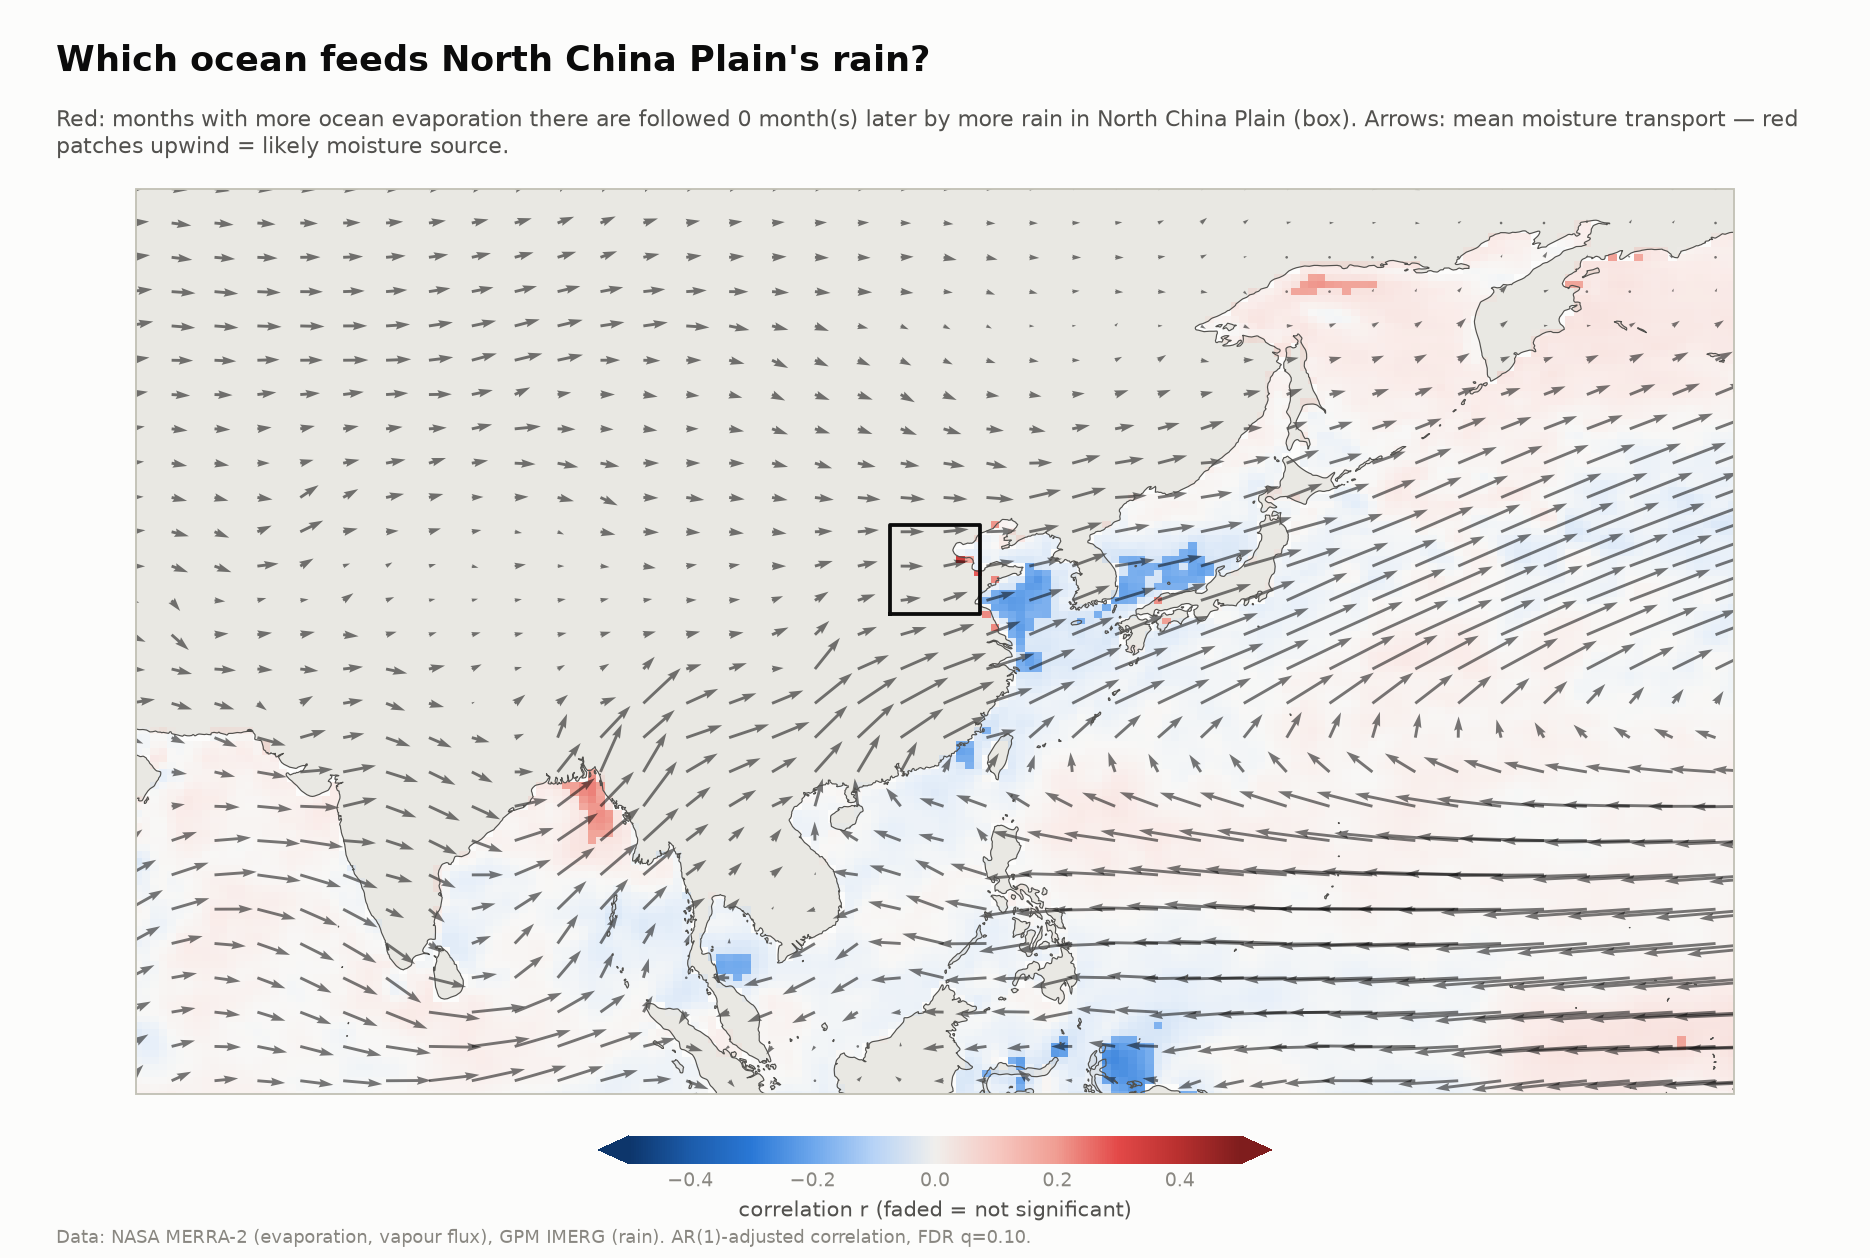 Which ocean feeds North China Plain's rain?
Red: months with more ocean evaporation there are followed 0 month(s) later by more rain in North China Plain (box). Arrows: mean moisture transport — red
patches upwind = likely moisture source.
−0.4 −0.2 0.0 0.2 0.4
correlation r (faded = not significant)
Data: NASA MERRA-2 (evaporation, vapour flux), GPM IMERG (rain). AR(1)-adjusted correlation, FDR q=0.10.